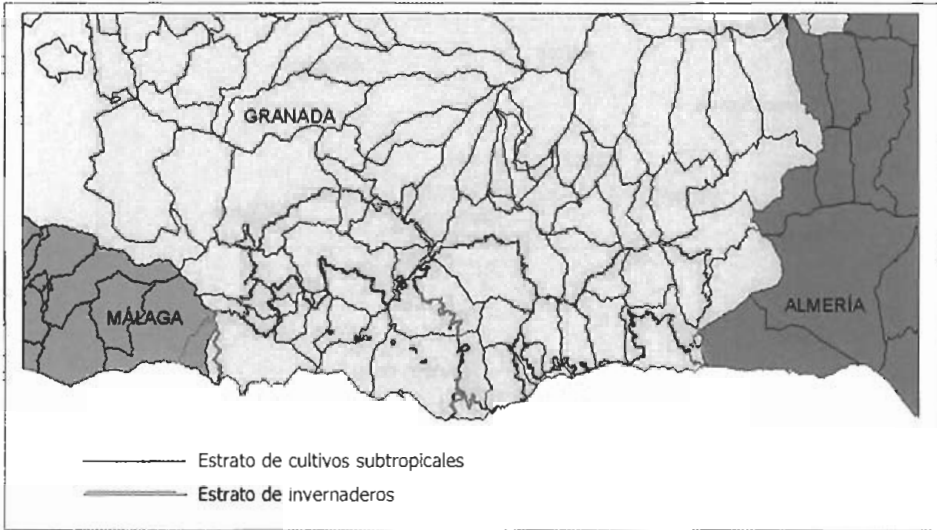 GRANADA
MÁLAGA
ALMERÍA
Estrato de cultivos subtropicales
Estrato de invernaderos